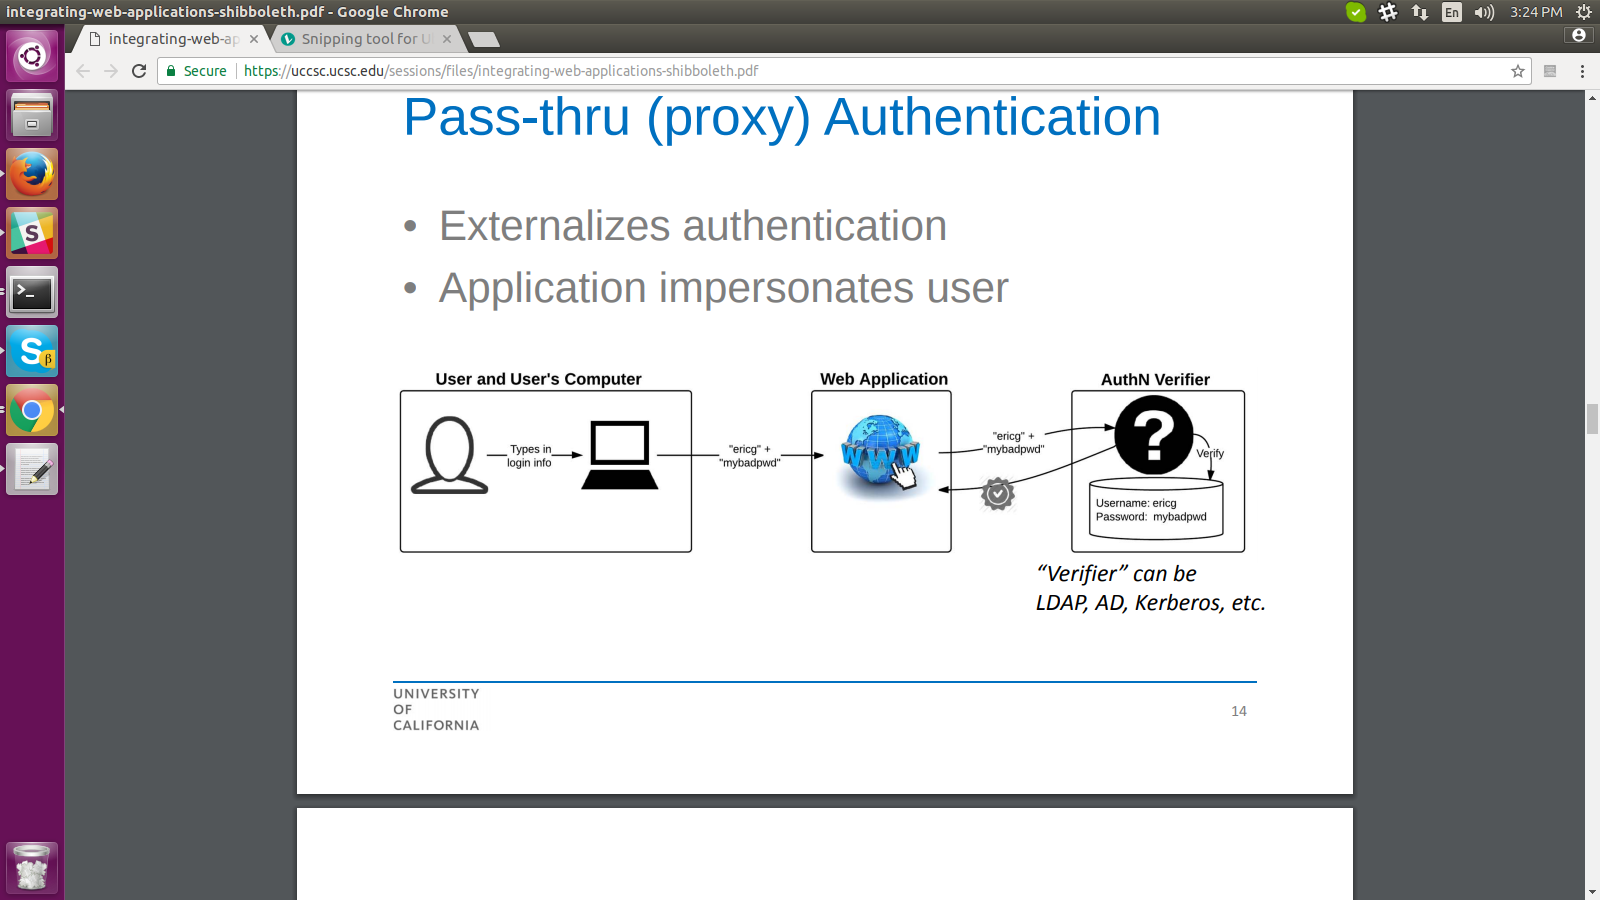 integrating-web-applications-shibboleth.pdf - Google Chrome
En
3:24 PM
integrating-web-ap
Snipping tool for U
Secure
https://uccsc.ucsc.edu/sessions/files/integrating-web-applications-shibboleth.pdf
Pass-thru (proxy) Authentication
• Externalizes authentication
• Application impersonates user
User and User's Computer
Web Application
AuthN Verifier
Types in
login info
"ericg" +
"mybadpwd"
WWW
"ericg" +
"mybadpwd"
?
Verify
Username: ericg
Password: mybadpwd
“Verifier” can be
LDAP, AD, Kerberos, etc.
UNIVERSITY
OF
CALIFORNIA
14